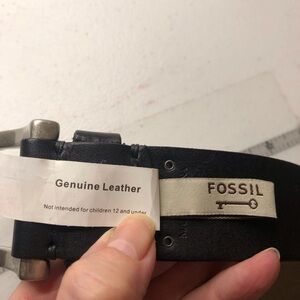 Genuine Leather
Not intended for children 12 and under
FOSSIL